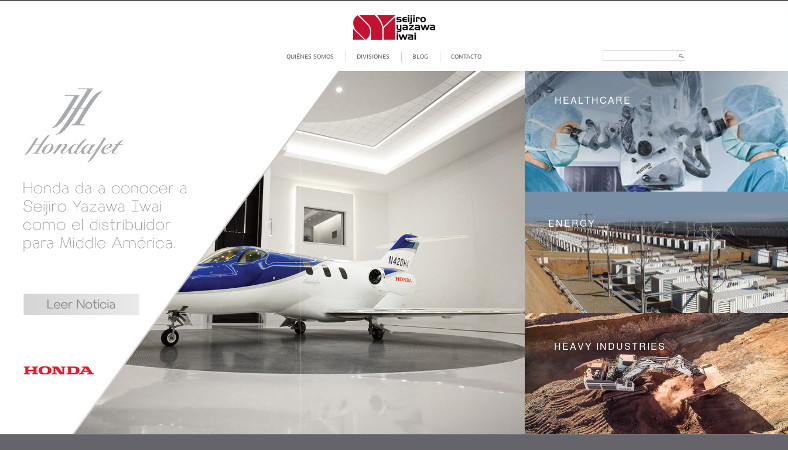 seijiro
yazawa
iwai
QUIÉNES SOMOS
DIVISIONES
BLOG
CONTACTO
HondaJet
Honda da a conocer a
Seijiro Yazawa Iwai
como el distribuidor
para Middle América.
Leer Noticia
HONDA
N420HJ
HONDA
HEALTHCARE
ENERGY
HEAVY INDUSTRIES